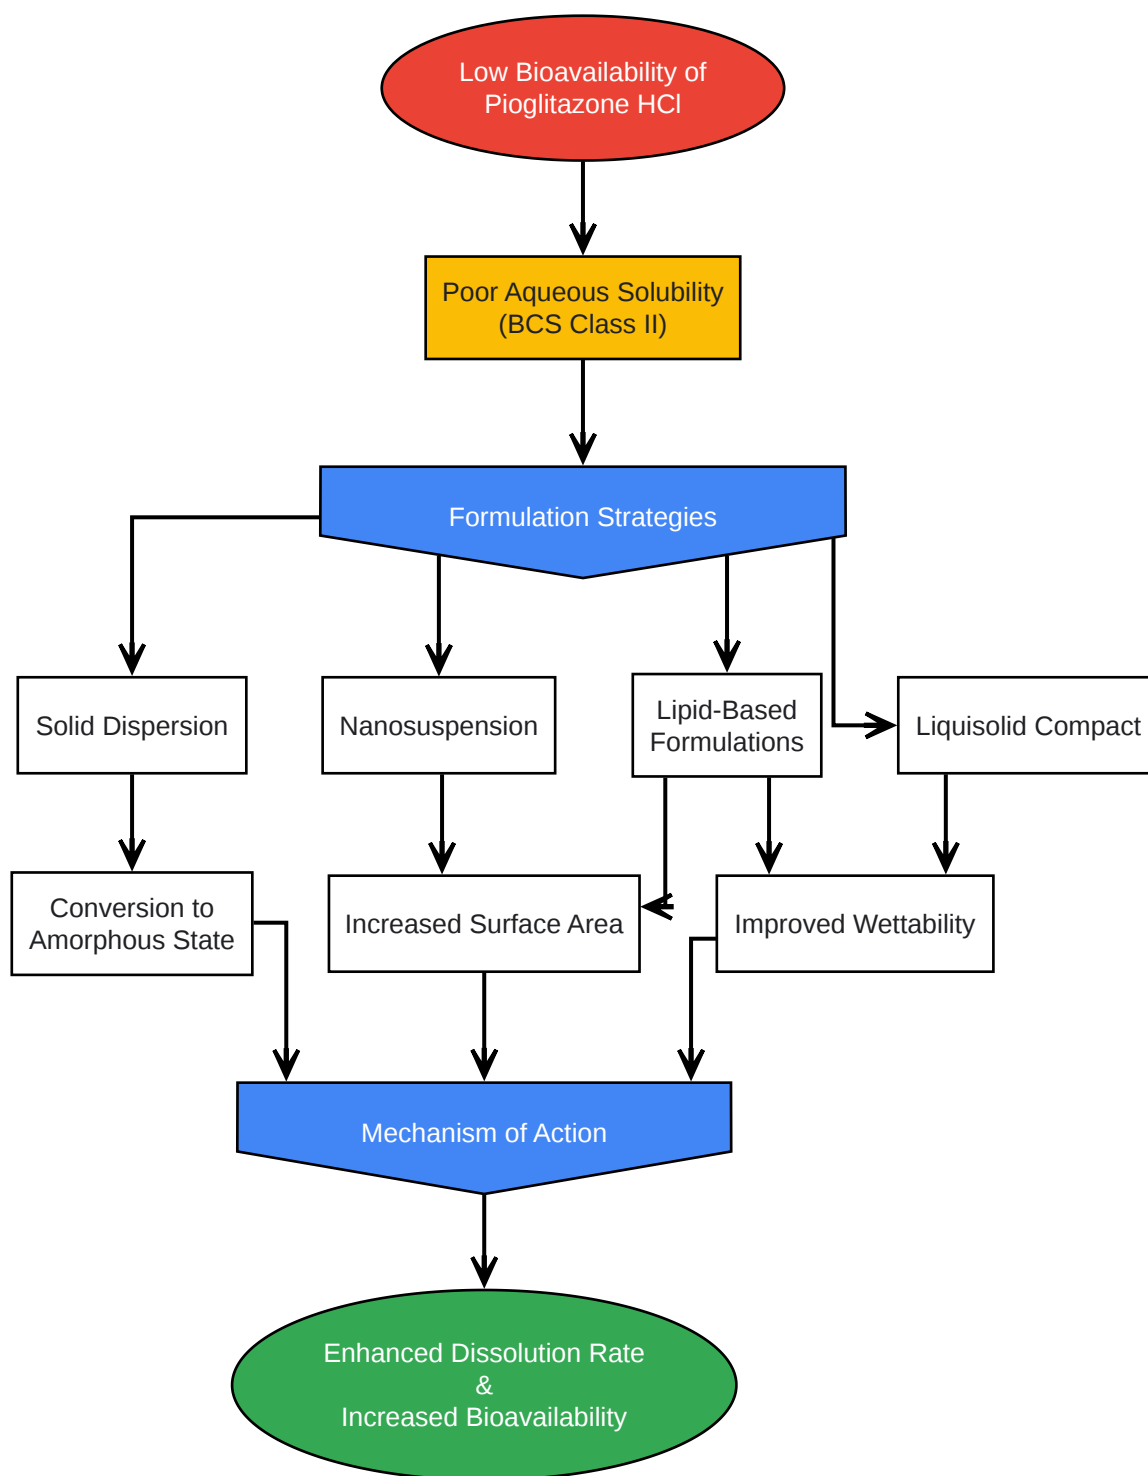 Low Bioavailability of
Pioglitazone HCl
Poor Aqueous Solubility
(BCS Class II)
Formulation Strategies
Solid Dispersion
Nanosuspension
Lipid-Based
Formulations
Liquisolid Compact
Conversion to
Amorphous State
Increased Surface Area
Improved Wettability
Mechanism of Action
Enhanced Dissolution Rate
&
Increased Bioavailability